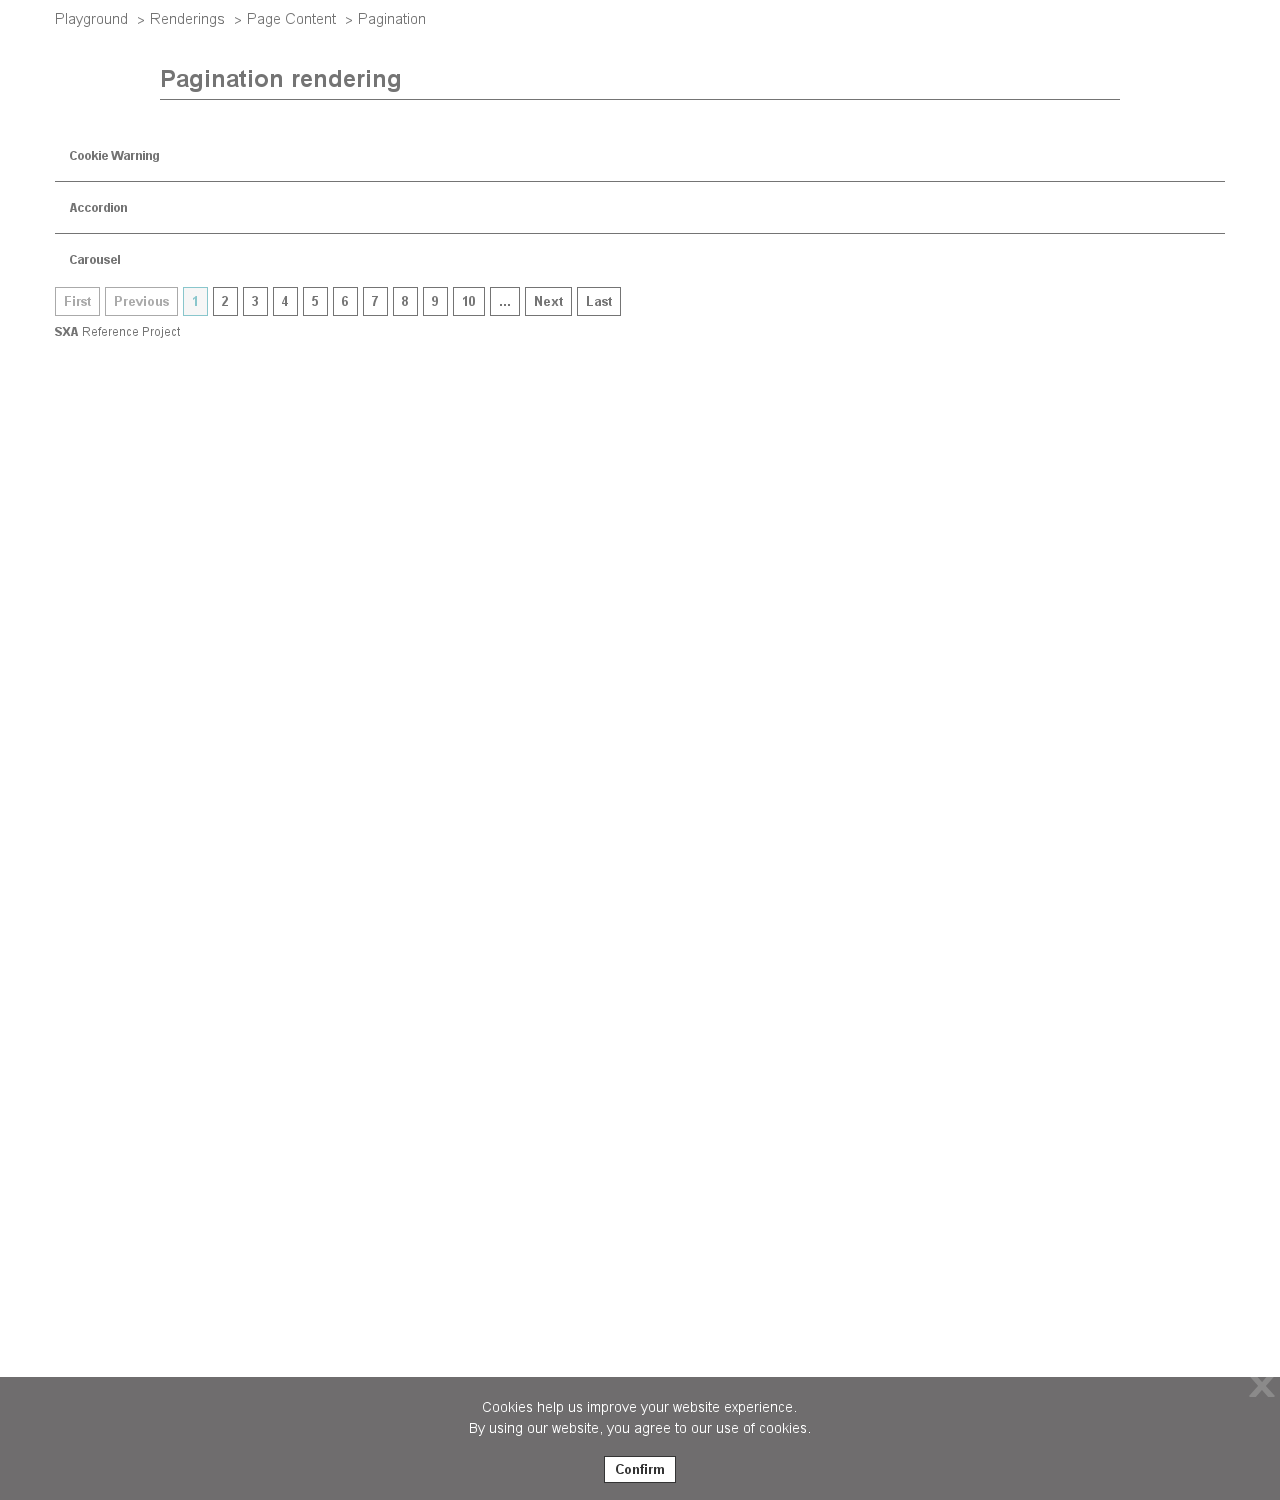 Playground > Renderings > Page Content > Pagination
Pagination rendering
Cookie Warning
Accordion
Carousel
First Previous 1 2 3 4 5 6 7 8 9 10 ... Next Last
SXA Reference Project
X
Cookies help us improve your website experience.
By using our website, you agree to our use of cookies.
Confirm